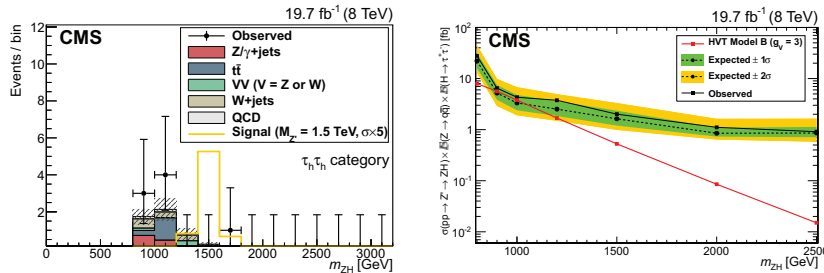 19.7 fb⁻¹ (8 TeV)
CMS
Events / bin
12
10
8
6
4
2
Observed
Z/γ+jets
tt̄
VV (V = Z or W)
W+jets
QCD
Signal (M_Z' = 1.5 TeV, σ×5)
τ_hτ_h category
0 500 1000 1500 2000 2500 3000
m_ZH [GeV]
19.7 fb⁻¹ (8 TeV)
CMS
σ(pp → Z' → ZH) × B(Z → qq̄) × B(H → τ⁺τ⁻) [fb]
10³
10²
10
1
10⁻¹
10⁻²
HVT Model B (g_V = 3)
Expected ± 1σ
Expected ± 2σ
Observed
1000 1500 2000 2500
m_ZH [GeV]